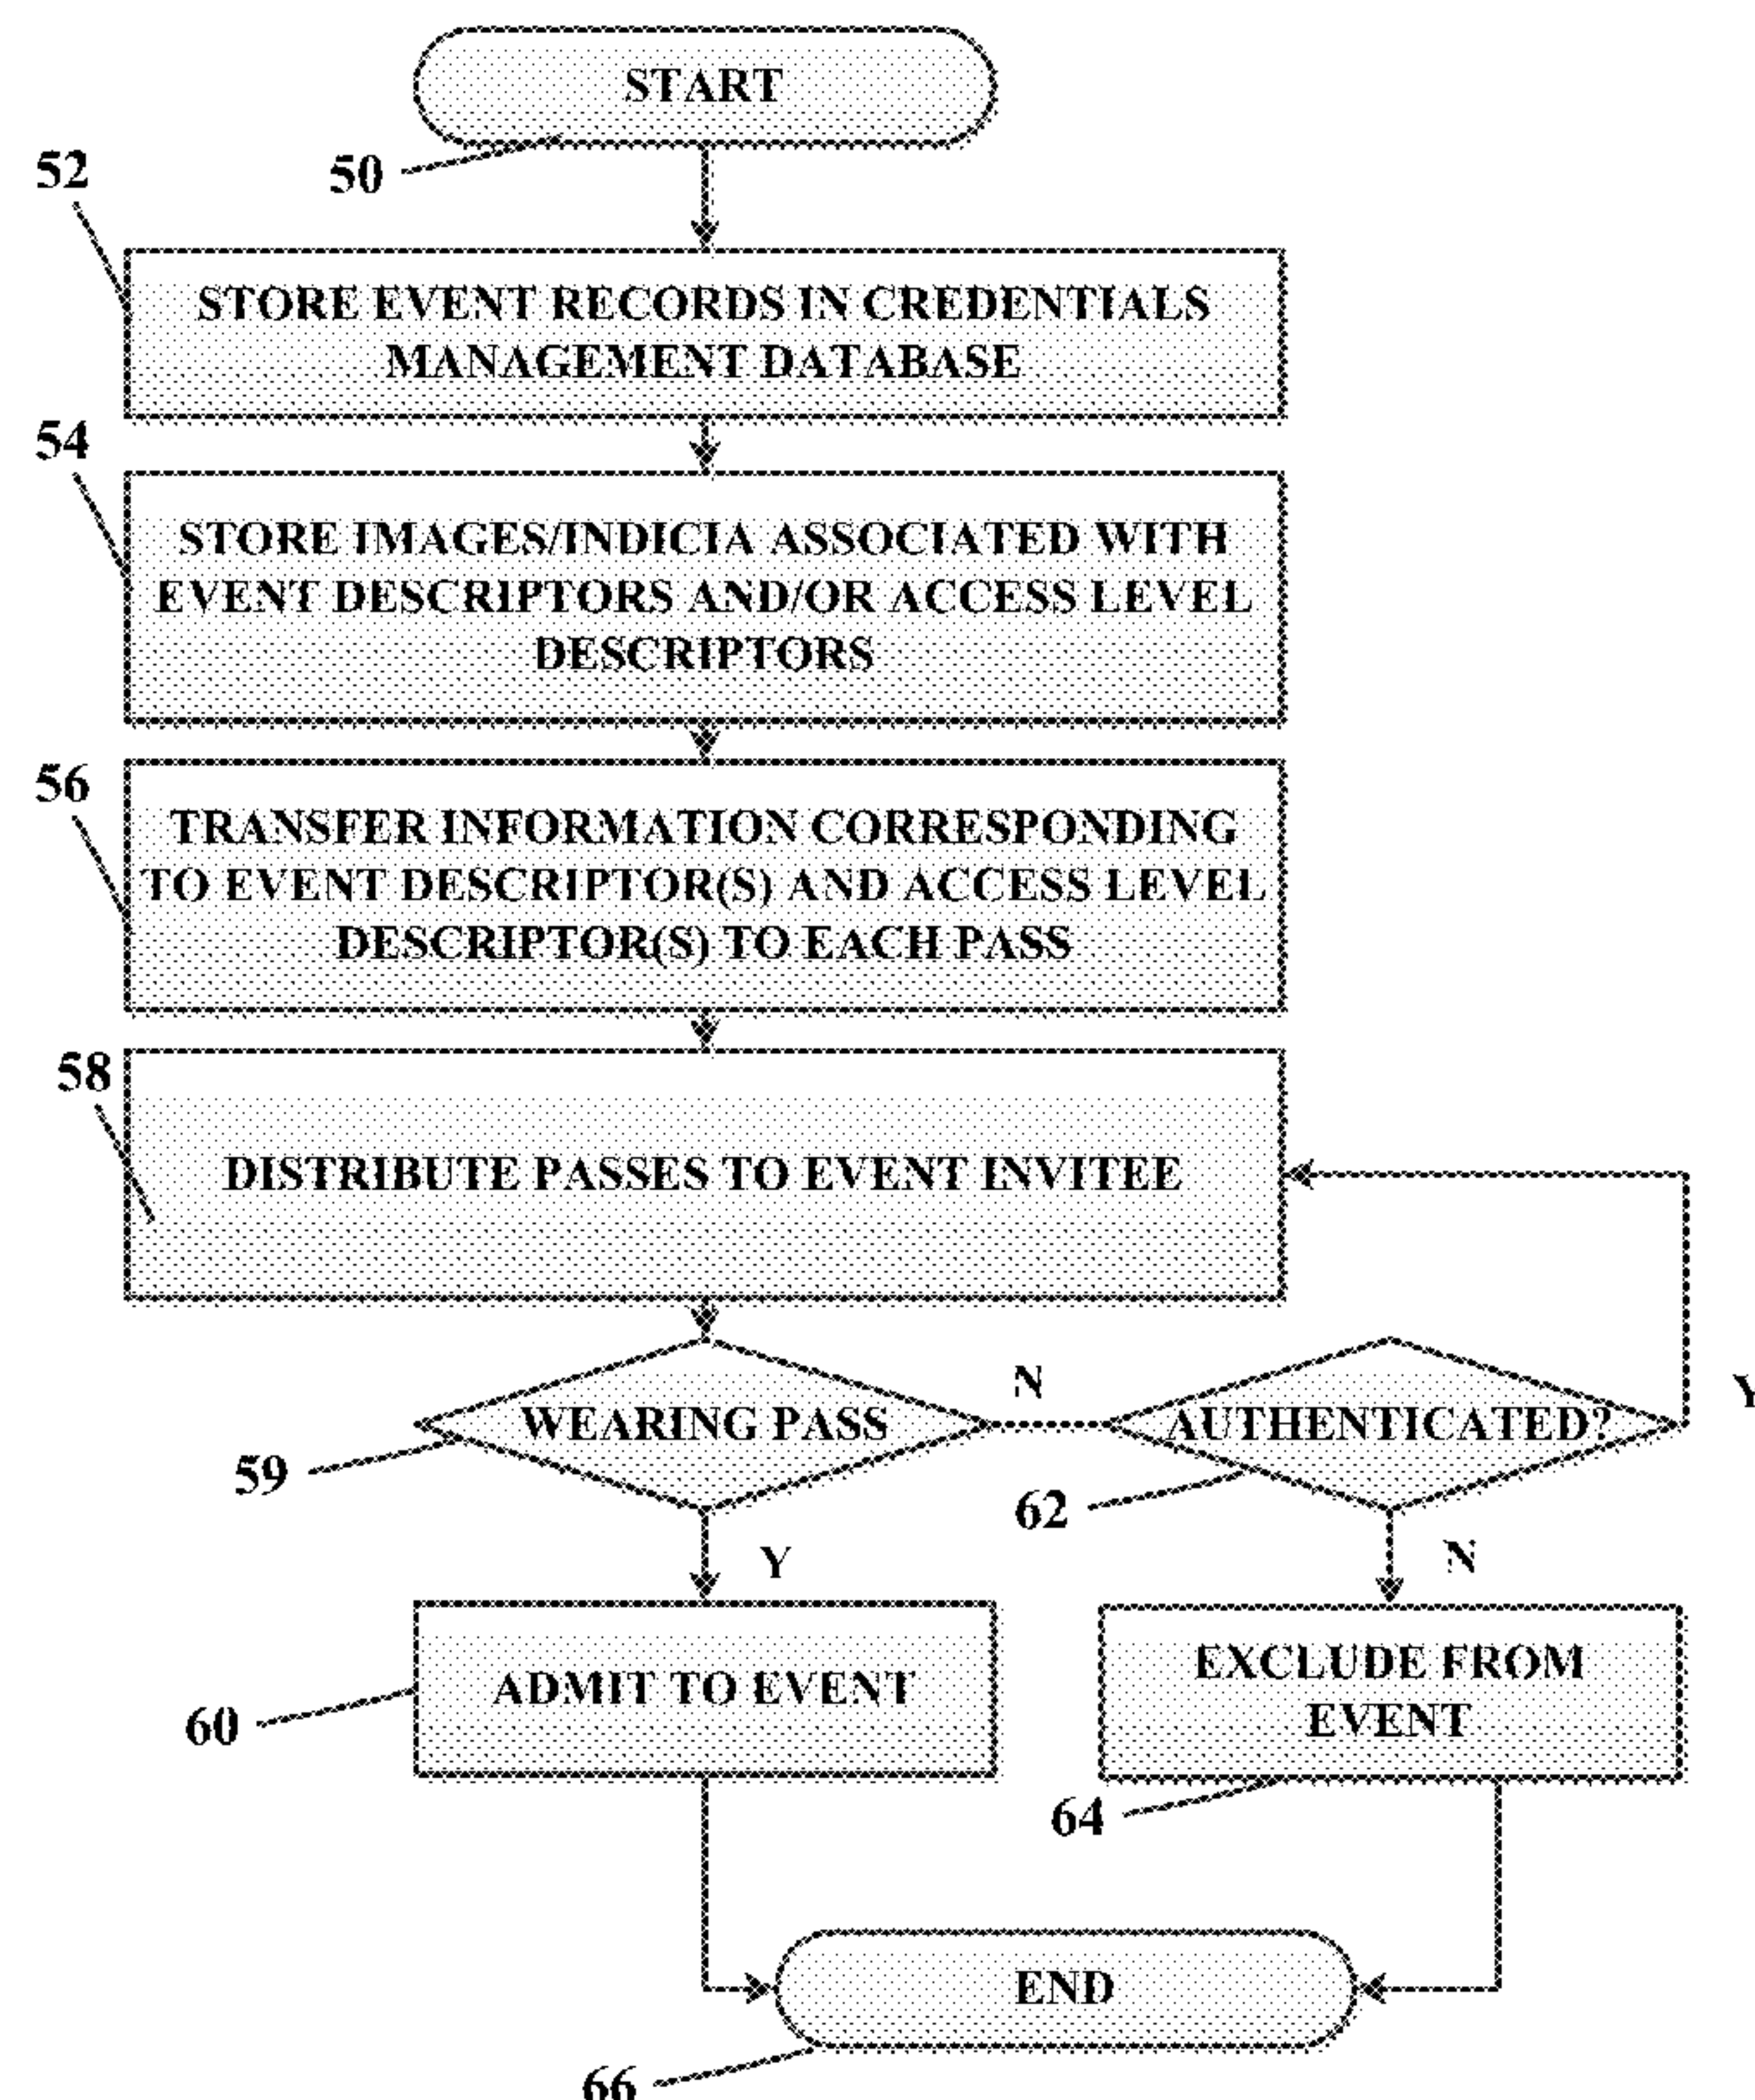 START
50
52
STORE EVENT RECORDS IN CREDENTIALS
MANAGEMENT DATABASE
54
STORE IMAGES/INDICIA ASSOCIATED WITH
EVENT DESCRIPTORS AND/OR ACCESS LEVEL
DESCRIPTORS
56
TRANSFER INFORMATION CORRESPONDING
TO EVENT DESCRIPTOR(S) AND ACCESS LEVEL
DESCRIPTOR(S) TO EACH PASS
58
DISTRIBUTE PASSES TO EVENT INVITEE
WEARING PASS
N
AUTHENTICATED?
Y
59
62
Y
N
ADMIT TO EVENT
60
EXCLUDE FROM
EVENT
64
END
66